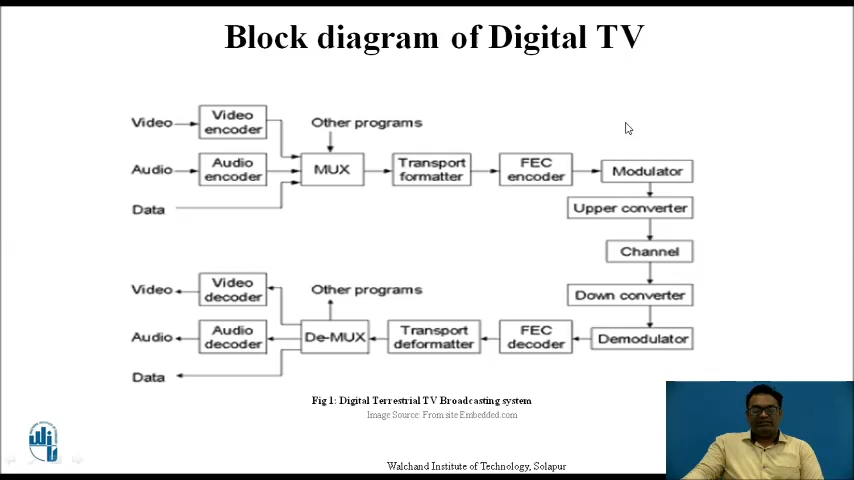 Block diagram of Digital TV
Video
Video
encoder
Other programs
Audio
Audio
encoder
MUX
Transport
formatter
FEC
encoder
Modulator
Data
Upper converter
Channel
Video
Video
decoder
Other programs
Down converter
Audio
Audio
decoder
De-MUX
Transport
deformatter
FEC
decoder
Demodulator
Data
Fig 1: Digital Terrestrial TV Broadcasting system
Image Source: From site Embedded.com
Walchand Institute of Technology, Solapur